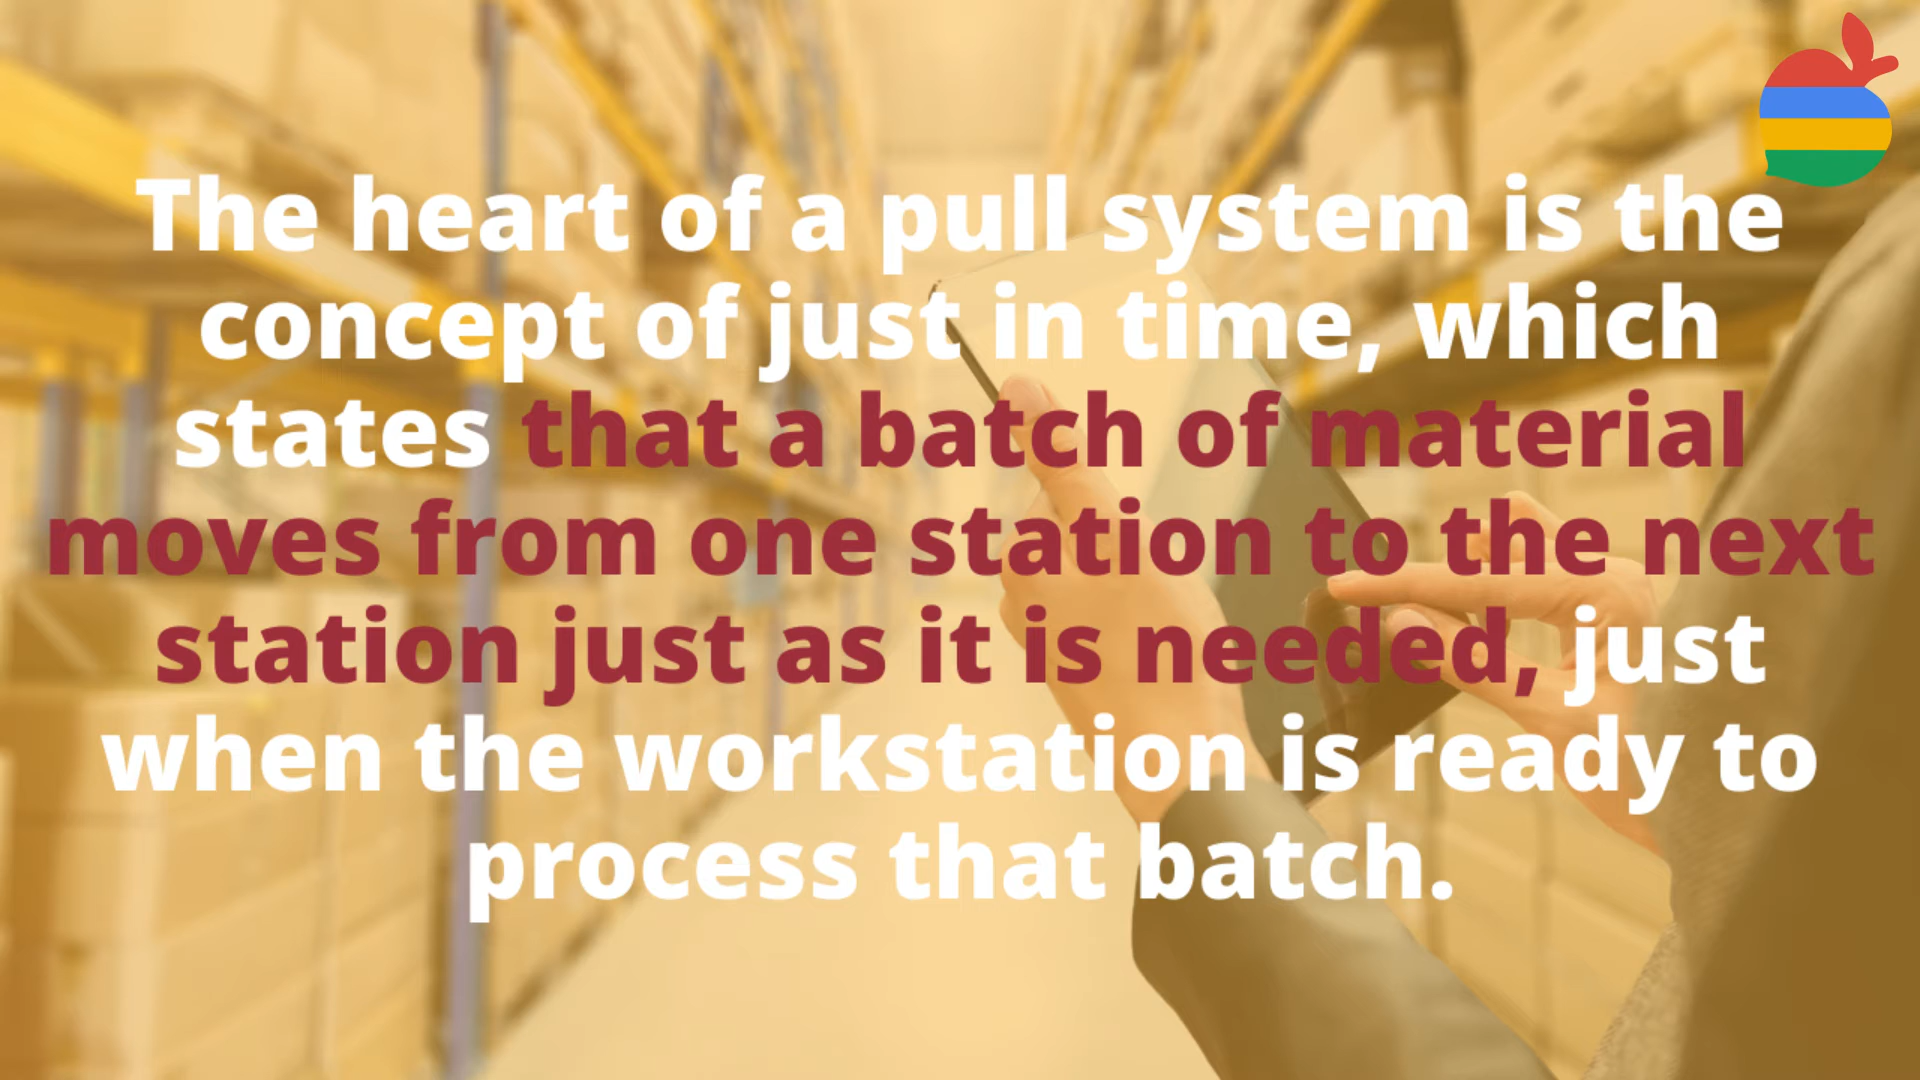 The heart of a pull system is the
concept of just in time, which
states that a batch of material
moves from one station to the next
station just as it is needed, just
when the workstation is ready to
process that batch.